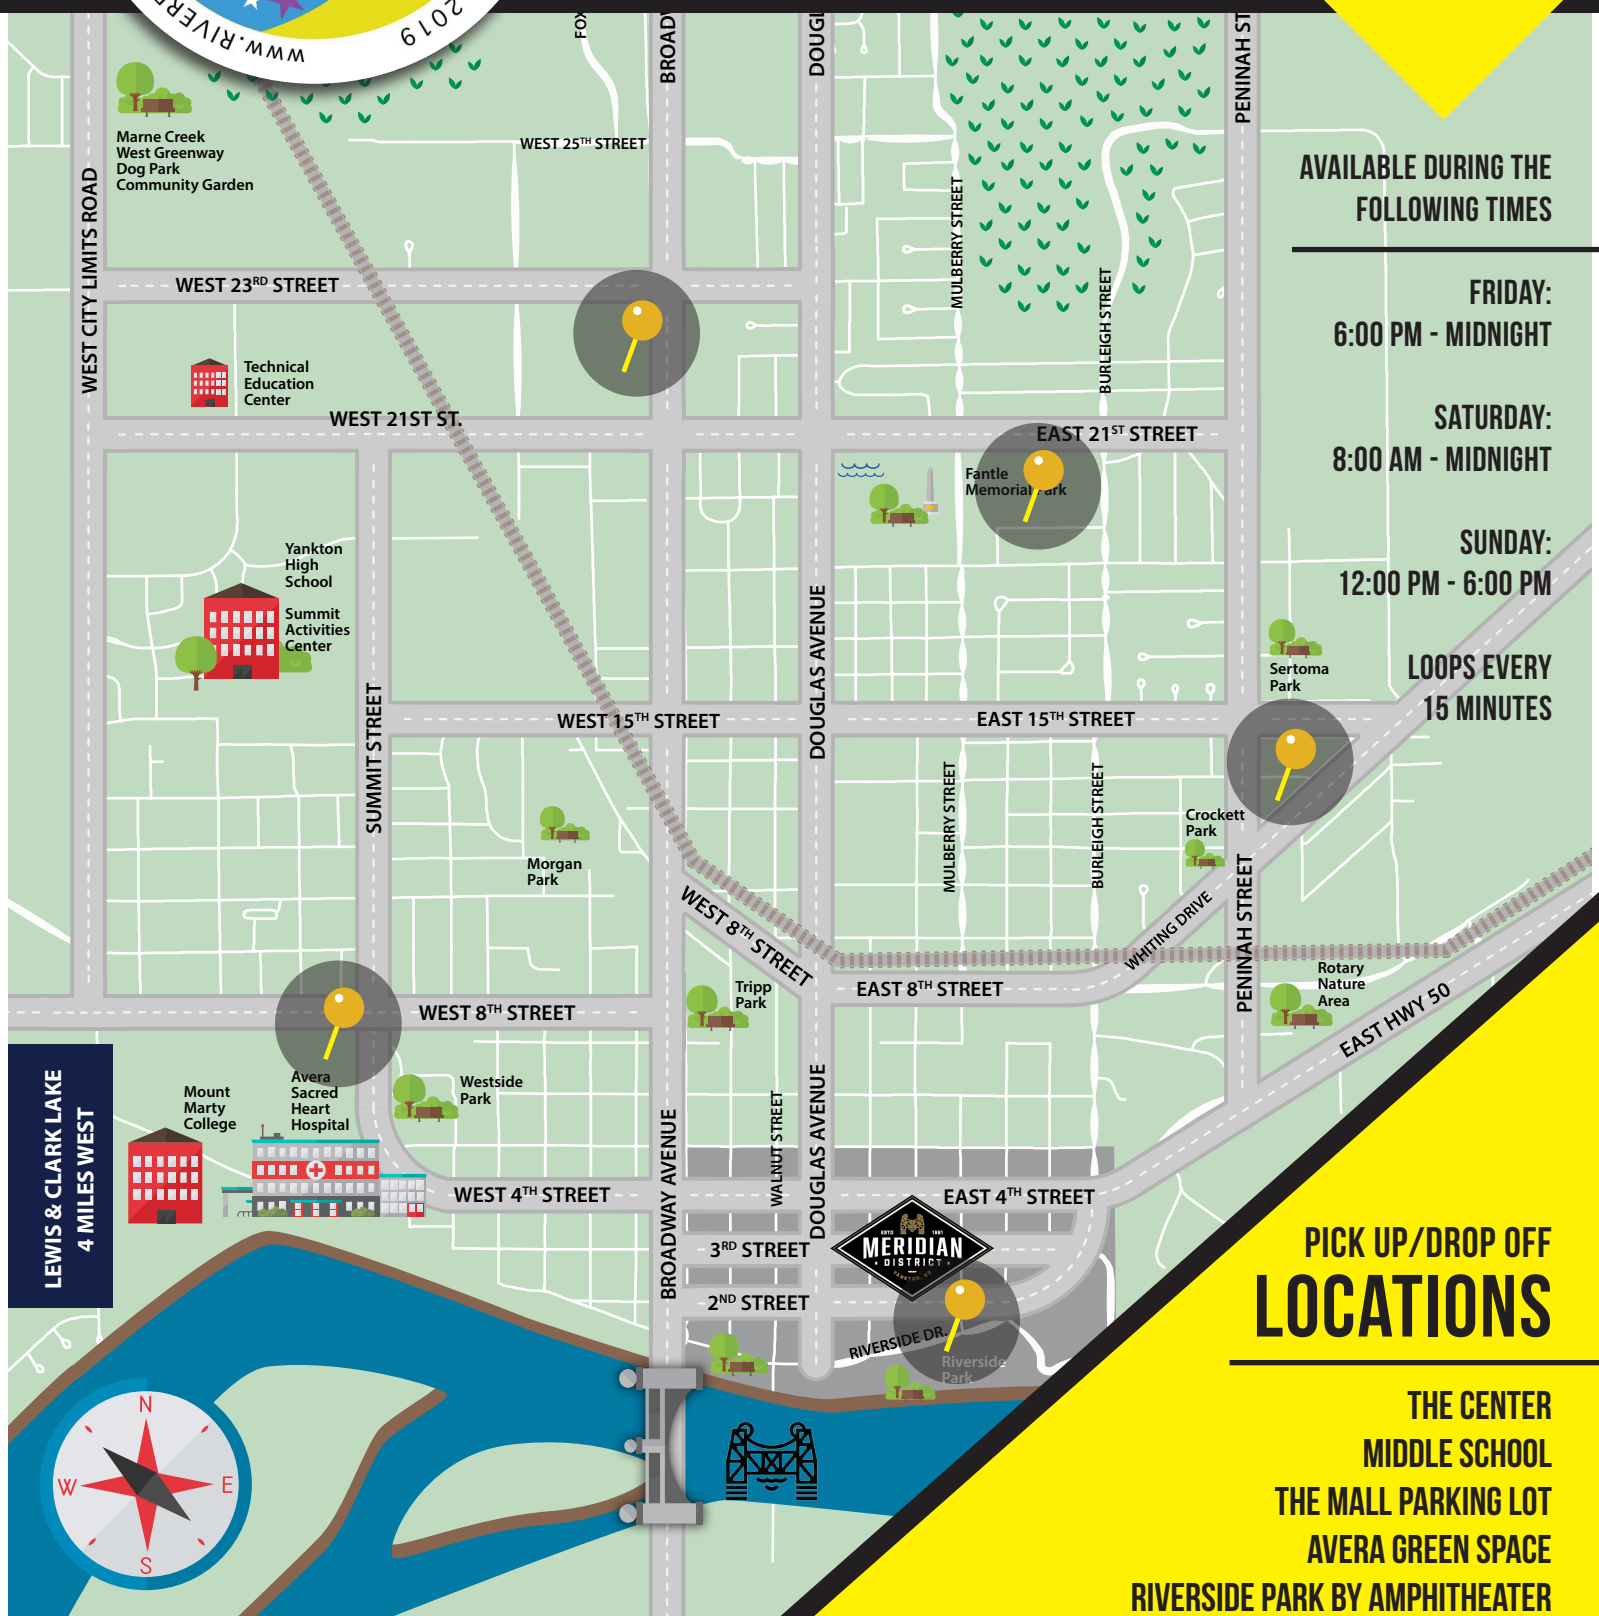 WWW.RIVER
2019
FOX
BROAD
DOUGL
PENINAH ST
Marne Creek
West Greenway
Dog Park
Community Garden
WEST 25TH STREET
WEST CITY LIMITS ROAD
MULBERRY STREET
BURLEIGH STREET
WEST 23RD STREET
Technical
Education
Center
WEST 21ST ST.
EAST 21ST STREET
Fantle
Memorial Park
Yankton
High
School
Summit
Activities
Center
DOUGLAS AVENUE
SUMMIT STREET
Sertoma
Park
WEST 15TH STREET
EAST 15TH STREET
MULBERRY STREET
BURLEIGH STREET
Crockett
Park
Morgan
Park
WEST 8TH STREET
WHITING DRIVE
PENINAH STREET
Tripp
Park
EAST 8TH STREET
Rotary
Nature
Area
EAST HWY 50
WEST 8TH STREET
LEWIS & CLARK LAKE
4 MILES WEST
Mount
Marty
College
Avera
Sacred
Heart
Hospital
Westside
Park
BROADWAY AVENUE
WALNUT STREET
DOUGLAS AVENUE
WEST 4TH STREET
EAST 4TH STREET
3RD STREET
ESTD 1861
MERIDIAN
DISTRICT
YANKTON, SD
2ND STREET
RIVERSIDE DR.
Riverside
Park
N
W
E
S
AVAILABLE DURING THE
FOLLOWING TIMES
FRIDAY:
6:00 PM - MIDNIGHT
SATURDAY:
8:00 AM - MIDNIGHT
SUNDAY:
12:00 PM - 6:00 PM
LOOPS EVERY
15 MINUTES
PICK UP/DROP OFF
LOCATIONS
THE CENTER
MIDDLE SCHOOL
THE MALL PARKING LOT
AVERA GREEN SPACE
RIVERSIDE PARK BY AMPHITHEATER